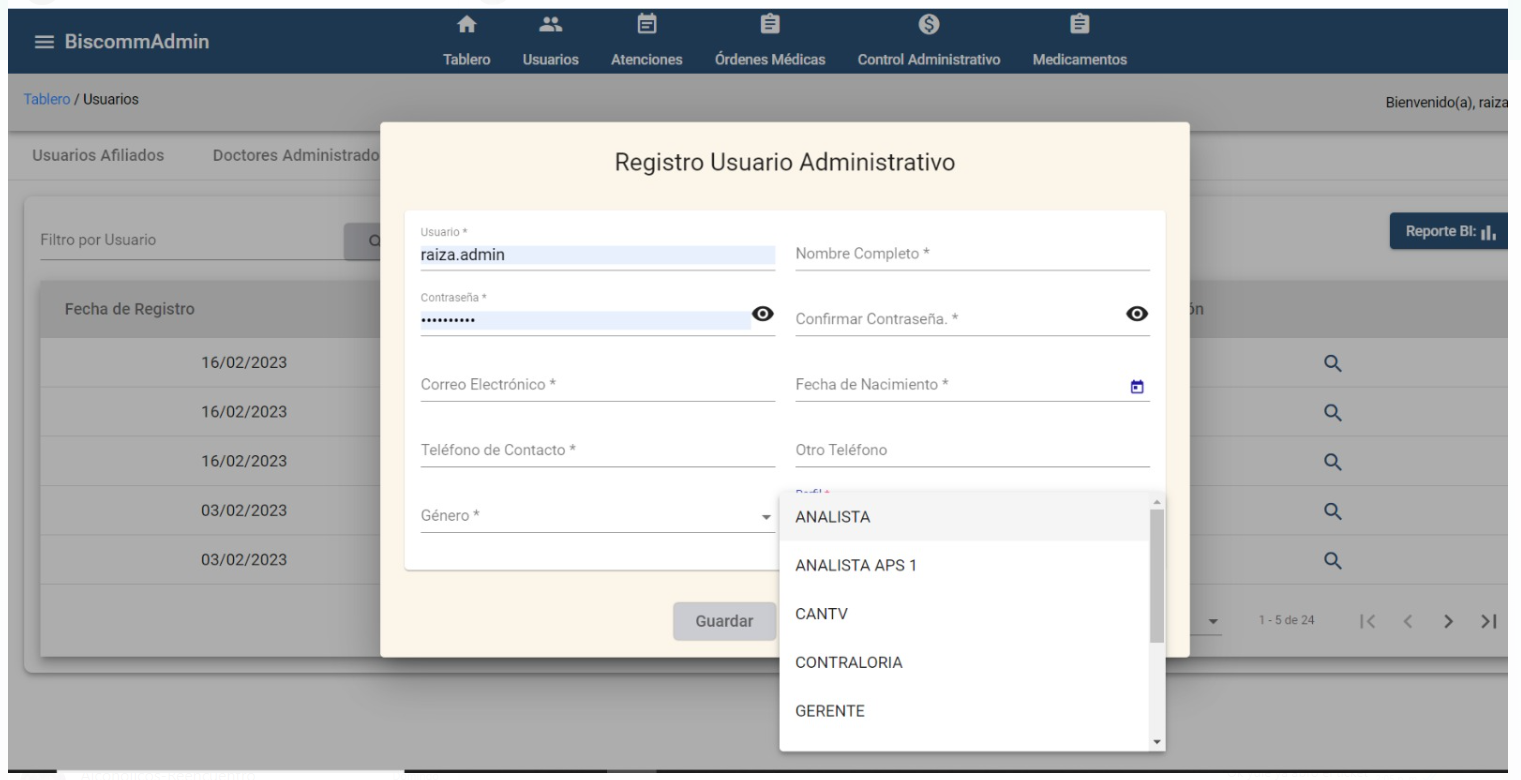 BiscommAdmin
Tablero
Usuarios
Atenciones
Órdenes Médicas
Control Administrativo
Medicamentos
Tablero / Usuarios
Bienvenido(a), raiza
Usuarios Afiliados
Doctores Administrado
Registro Usuario Administrativo
Filtro por Usuario
Reporte BI:
Usuario *
raiza.admin
Nombre Completo *
Fecha de Registro
Contraseña *
••••••••••
Confirmar Contraseña. *
ón
16/02/2023
Correo Electrónico *
Fecha de Nacimiento *
16/02/2023
Teléfono de Contacto *
Otro Teléfono
16/02/2023
Perfil *
03/02/2023
Género *
ANALISTA
03/02/2023
ANALISTA APS 1
Guardar
CANTV
1 - 5 de 24
CONTRALORIA
GERENTE